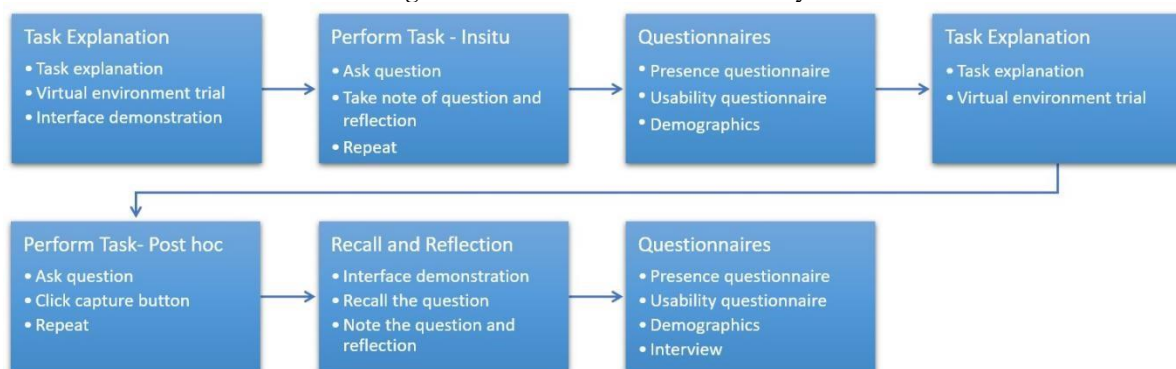 Task Explanation
• Task explanation
• Virtual environment trial
• Interface demonstration
Perform Task - Insitu
• Ask question
• Take note of question and
reflection
• Repeat
Questionnaires
• Presence questionnaire
• Usability questionnaire
• Demographics
Task Explanation
• Task explanation
• Virtual environment trial
Perform Task- Post hoc
• Ask question
• Click capture button
• Repeat
Recall and Reflection
• Interface demonstration
• Recall the question
• Note the question and
reflection
Questionnaires
• Presence questionnaire
• Usability questionnaire
• Demographics
• Interview